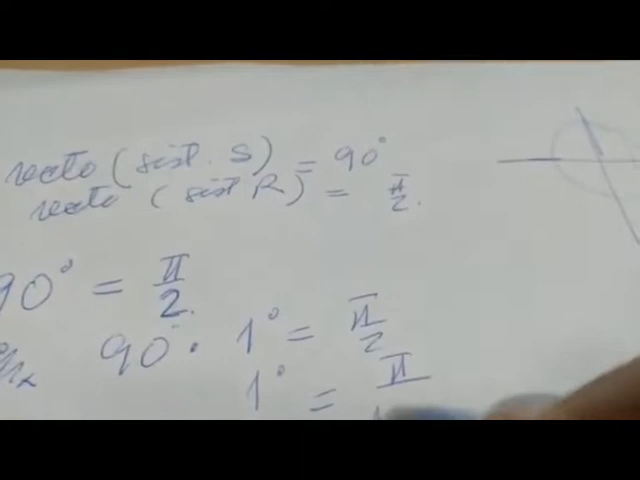 recto (sist. S) = 90°
recto (sist R) = π/2.
90° = π/2.
90° · 1° = π/2
1° = π